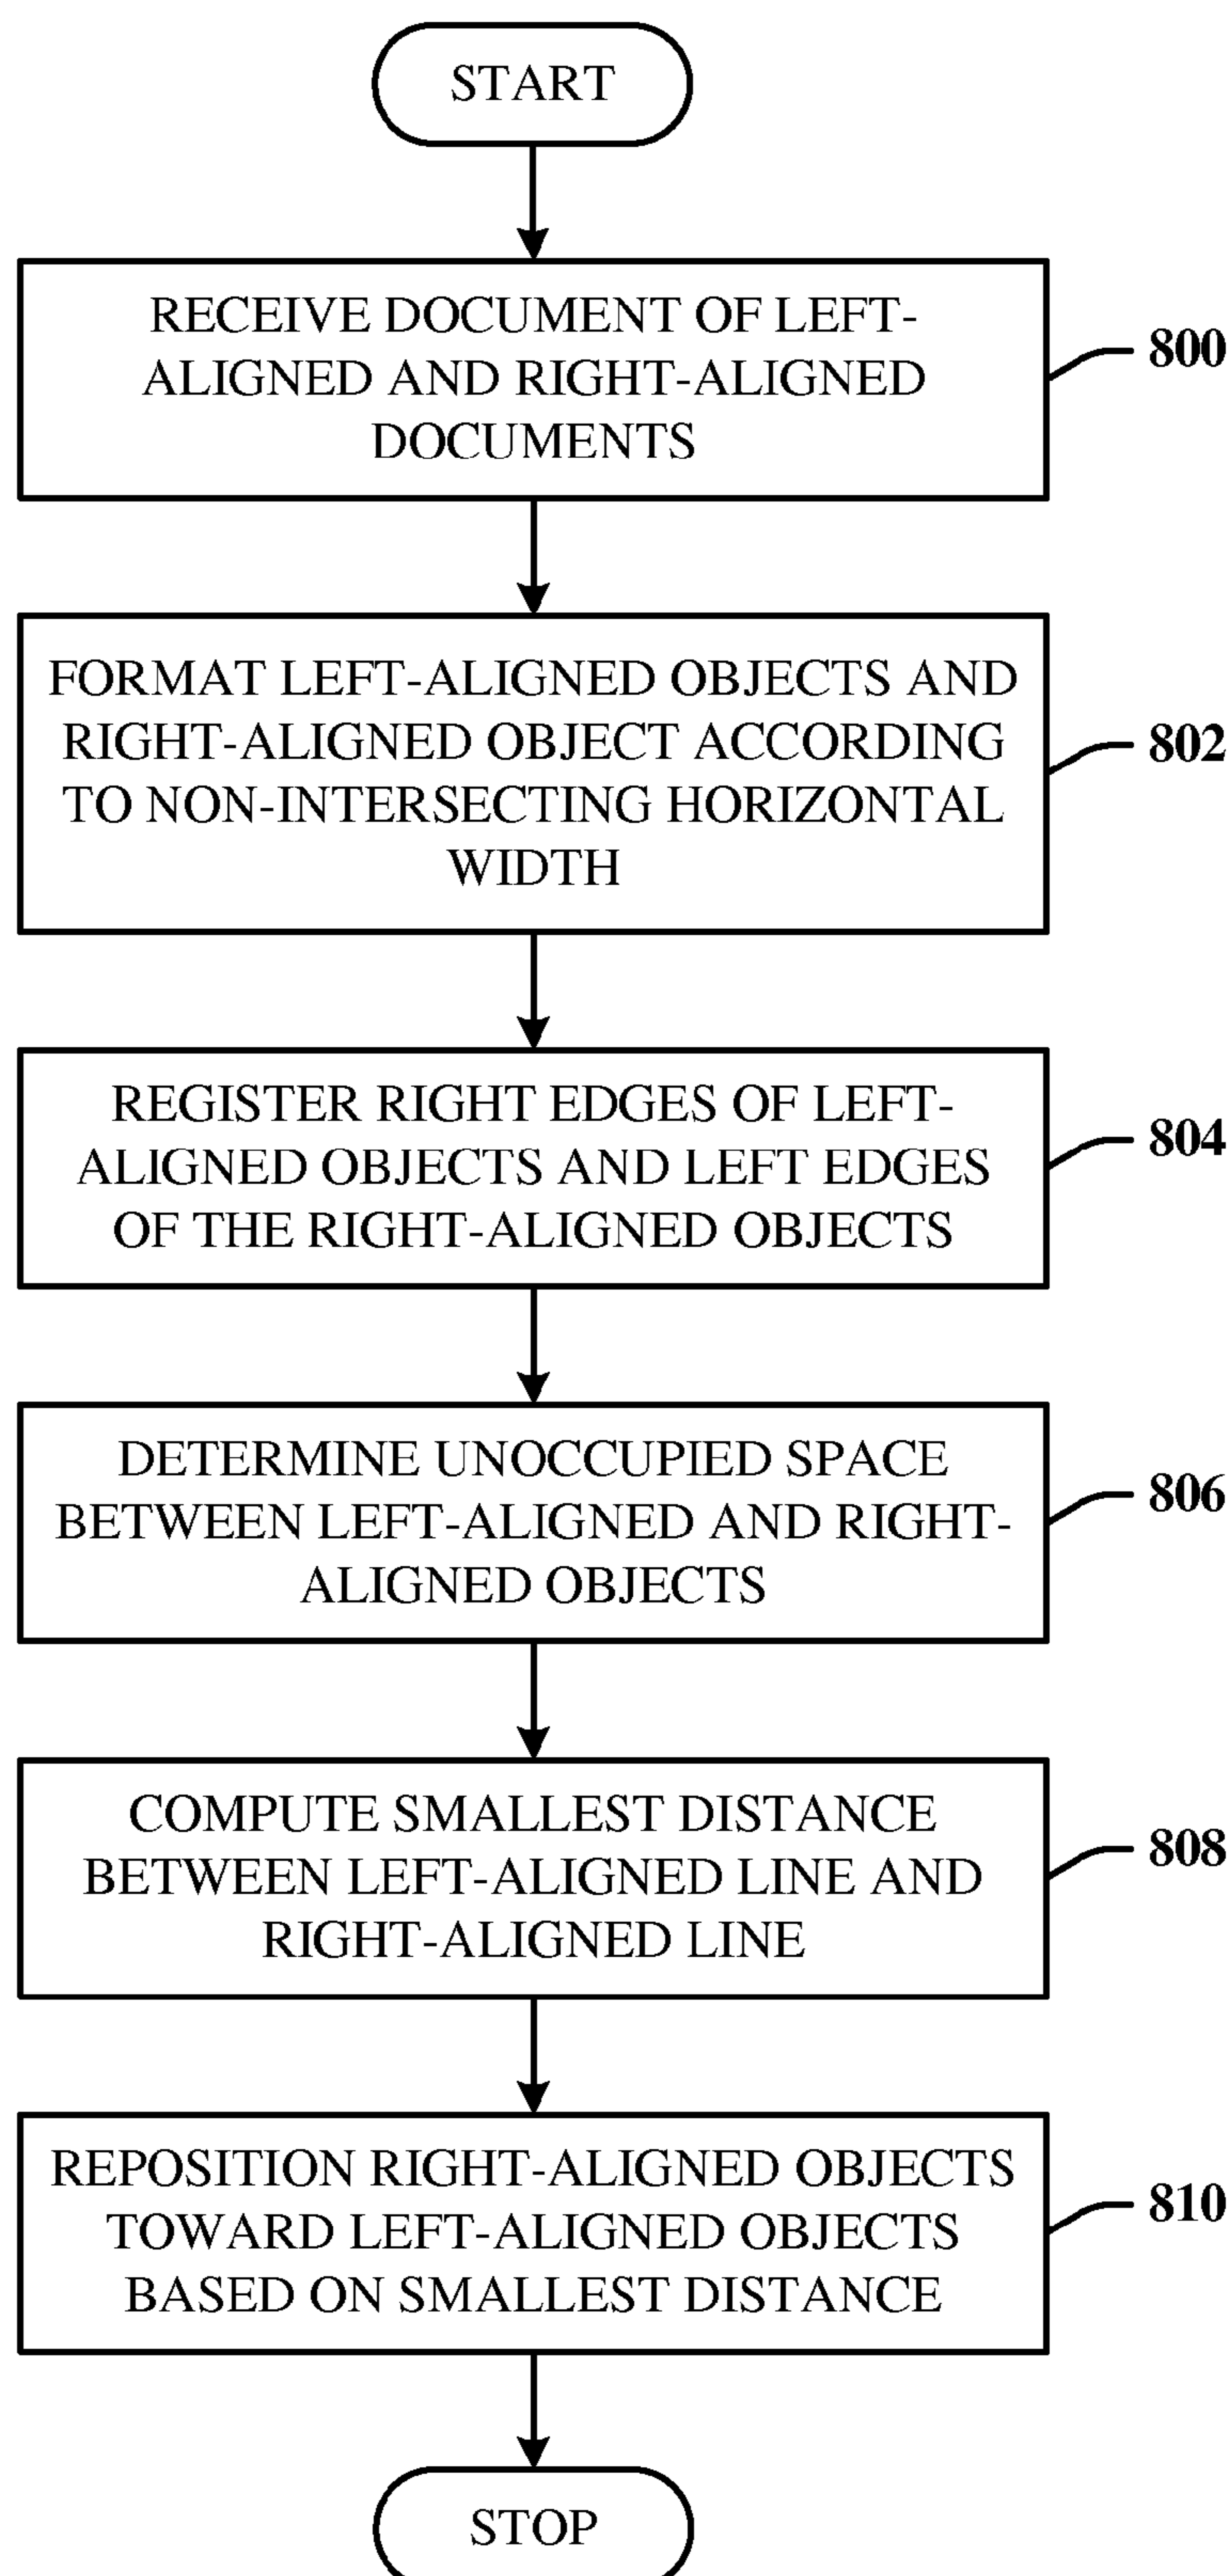 START
RECEIVE DOCUMENT OF LEFT-
ALIGNED AND RIGHT-ALIGNED
DOCUMENTS
800
FORMAT LEFT-ALIGNED OBJECTS AND
RIGHT-ALIGNED OBJECT ACCORDING
TO NON-INTERSECTING HORIZONTAL
WIDTH
802
REGISTER RIGHT EDGES OF LEFT-
ALIGNED OBJECTS AND LEFT EDGES
OF THE RIGHT-ALIGNED OBJECTS
804
DETERMINE UNOCCUPIED SPACE
BETWEEN LEFT-ALIGNED AND RIGHT-
ALIGNED OBJECTS
806
COMPUTE SMALLEST DISTANCE
BETWEEN LEFT-ALIGNED LINE AND
RIGHT-ALIGNED LINE
808
REPOSITION RIGHT-ALIGNED OBJECTS
TOWARD LEFT-ALIGNED OBJECTS
BASED ON SMALLEST DISTANCE
810
STOP